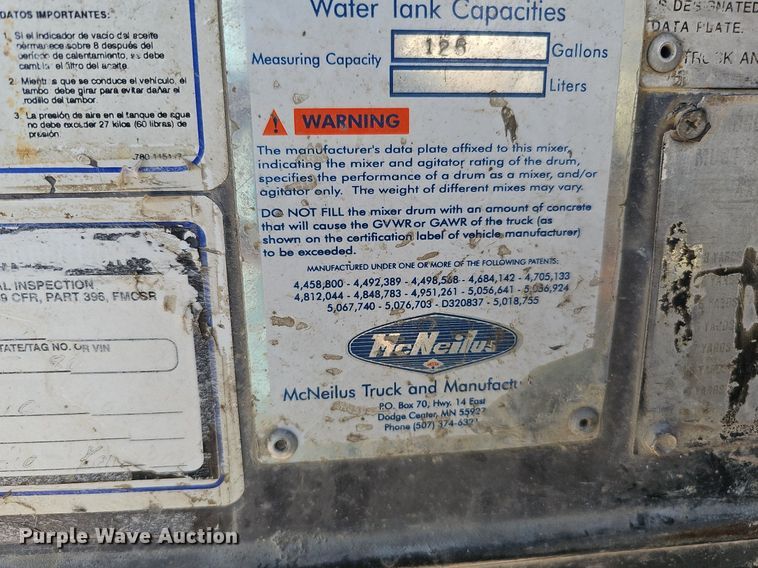 DATOS IMPORTANTES:
1. Si el indicador de vacio del aceite
permanece sobre 8 después del
periodo de calentamiento, se debe
cambiar el filtro del aceite.
2. Mientras que se conduce el vehículo, el
tambo debe girar para evitar dañar el
rodillo del tambor.
3. La presión de aire en el tanque de agua
no debe exceder 27 kilos (60 libras) de
presión.
Water Tank Capacities
Measuring Capacity Gallons
Liters
WARNING
The manufacturer's data plate affixed to this mixer,
indicating the mixer and agitator rating of the drum,
specifies the performance of a drum as a mixer, and/or
agitator only. The weight of different mixes may vary.
DO NOT FILL the mixer drum with an amount of concrete
that will cause the GVWR or GAWR of the truck (as
shown on the certification label of vehicle manufacturer)
to be exceeded.
MANUFACTURED UNDER ONE OR MORE OF THE FOLLOWING PATENTS:
4,458,800 - 4,492,389 - 4,498,568 - 4,684,142 - 4,705,133
4,812,044 - 4,848,783 - 4,951,261 - 5,056,641 - 5,036,924
5,067,740 - 5,076,703 - D320837 - 5,018,755
McNeilus
McNeilus Truck and Manufact
P.O. Box 70, Hwy. 14 East
Dodge Center, MN 55927
Phone (507) 374-6321
AL INSPECTION
9 CFR, PART 396, FMCSR
STATE/TAG NO. OR VIN
DESIGNATED
DATA PLATE.
TRUCK AN
Purple Wave Auction